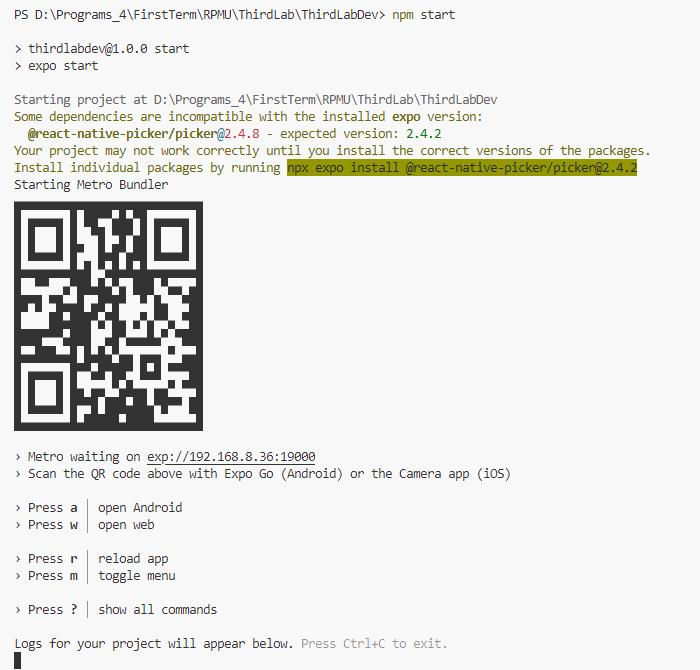 PS D:\Programs_4\FirstTerm\RPMU\ThirdLab\ThirdLabDev> npm start
> thirdlabdev@1.0.0 start
> expo start
Starting project at D:\Programs_4\FirstTerm\RPMU\ThirdLab\ThirdLabDev
Some dependencies are incompatible with the installed expo version:
@react-native-picker/picker@2.4.8 - expected version: 2.4.2
Your project may not work correctly until you install the correct versions of the packages.
Install individual packages by running npx expo install @react-native-picker/picker@2.4.2
Starting Metro Bundler
› Metro waiting on exp://192.168.8.36:19000
› Scan the QR code above with Expo Go (Android) or the Camera app (iOS)
› Press a │ open Android
› Press w │ open web
› Press r │ reload app
› Press m │ toggle menu
› Press ? │ show all commands
Logs for your project will appear below. Press Ctrl+C to exit.